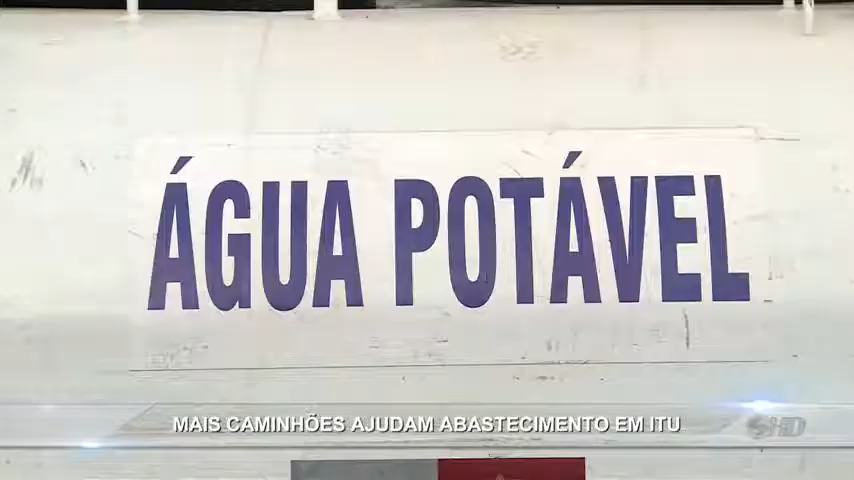 ÁGUA POTÁVEL
MAIS CAMINHÕES AJUDAM ABASTECIMENTO EM ITU
HD